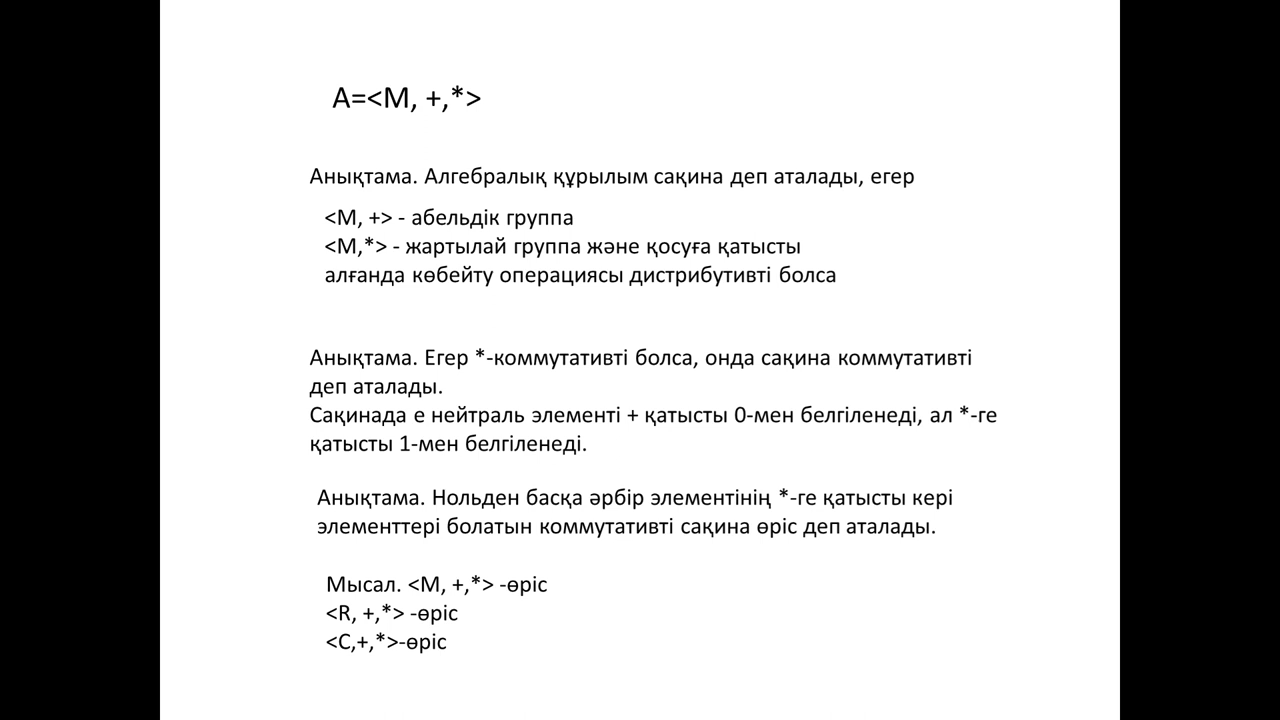 A=<M, +,*>
Анықтама. Алгебралық құрылым сақина деп аталады, егер
<M, +> - абельдік группа
<M,*> - жартылай группа және қосуға қатысты
алғанда көбейту операциясы дистрибутивті болса
Анықтама. Егер *-коммутативті болса, онда сақина коммутативті
деп аталады.
Сақинада е нейтраль элементі + қатысты 0-мен белгіленеді, ал *-ге
қатысты 1-мен белгіленеді.
Анықтама. Нольден басқа әрбір элементінің *-ге қатысты кері
элементтері болатын коммутативті сақина өріс деп аталады.
Мысал. <M, +,*> -өріс
<R, +,*> -өріс
<C,+,*>-өріс